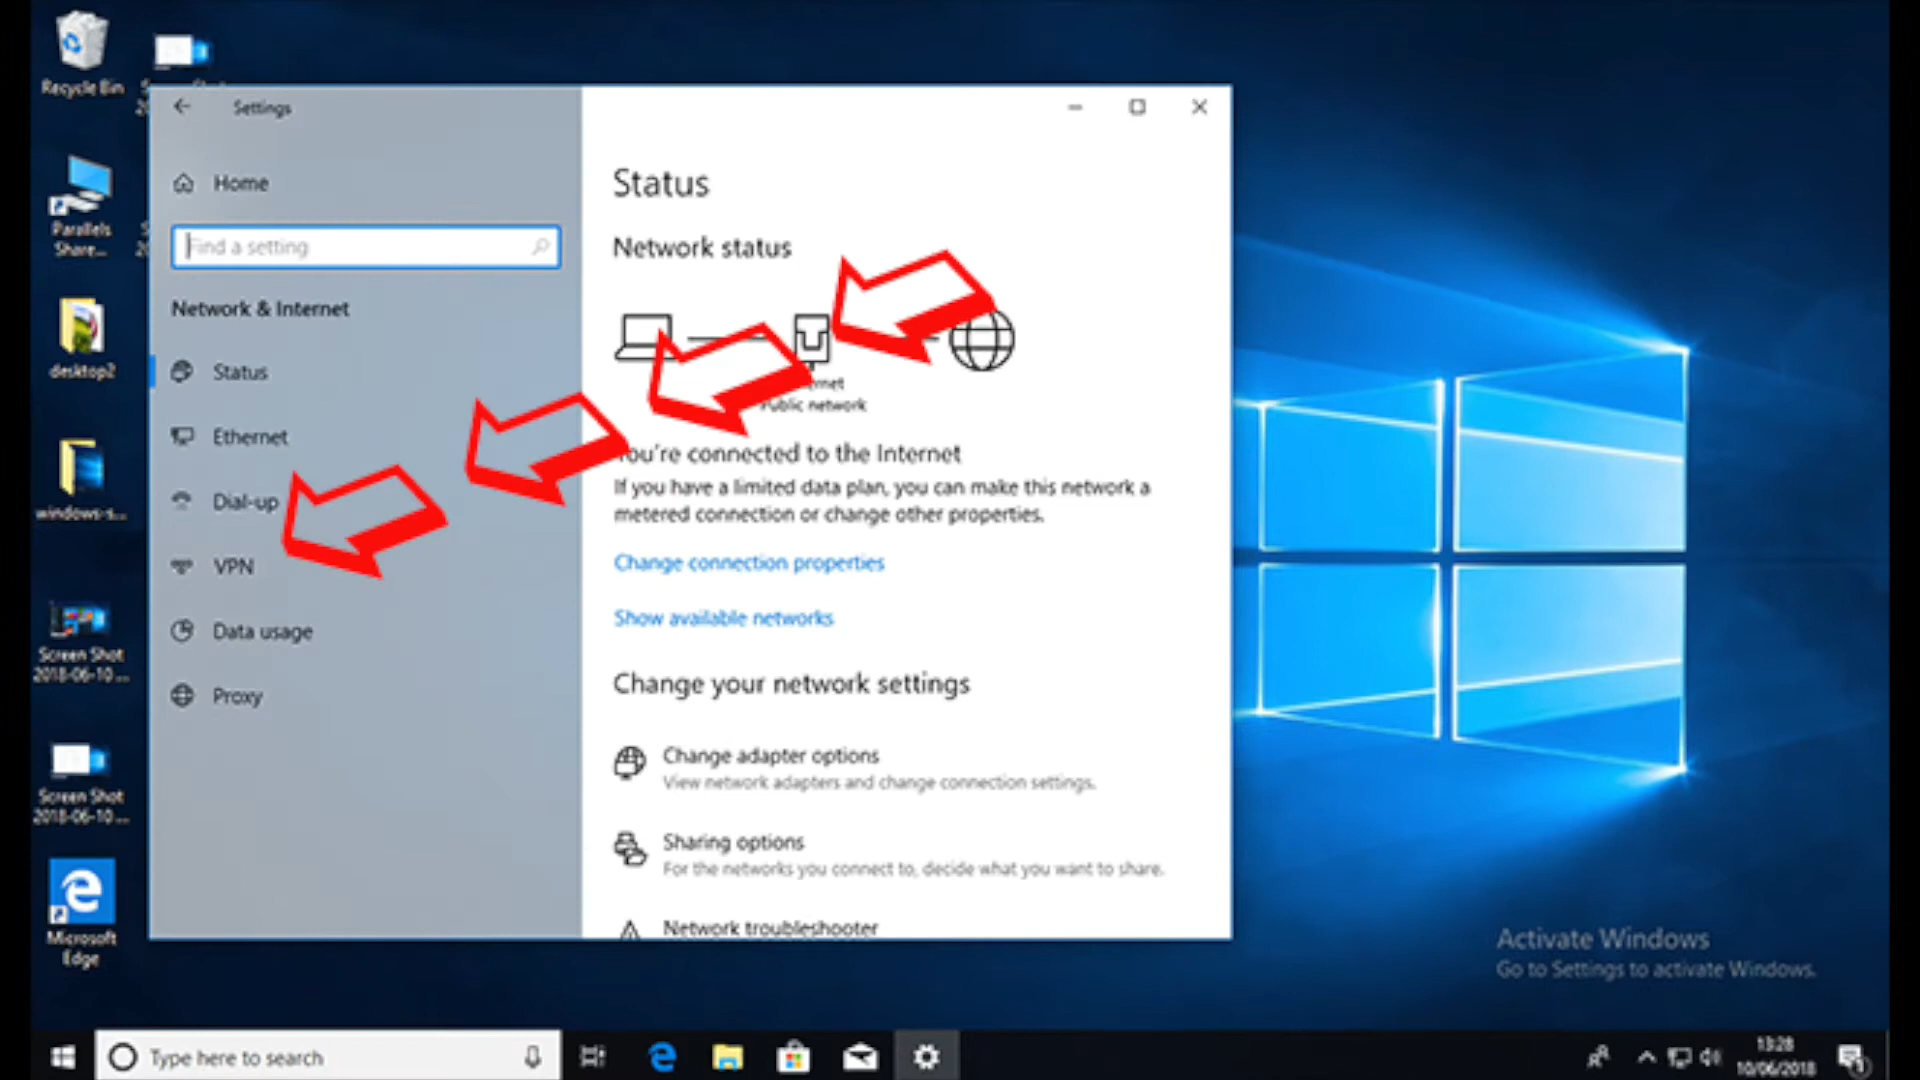 Recycle Bin
Parallels
Share...
desktop2
windows-s...
Screen Shot
2018-06-10 ...
Screen Shot
2018-06-10 ...
Microsoft
Edge
Settings
Home
Find a setting
Network & Internet
Status
Ethernet
Dial-up
VPN
Data usage
Proxy
Status
Network status
Public network
You're connected to the Internet
If you have a limited data plan, you can make this network a
metered connection or change other properties.
Change connection properties
Show available networks
Change your network settings
Change adapter options
View network adapters and change connection settings.
Sharing options
For the networks you connect to, decide what you want to share.
Network troubleshooter
Activate Windows
Go to Settings to activate Windows.
Type here to search
13:28
10/06/2018
1